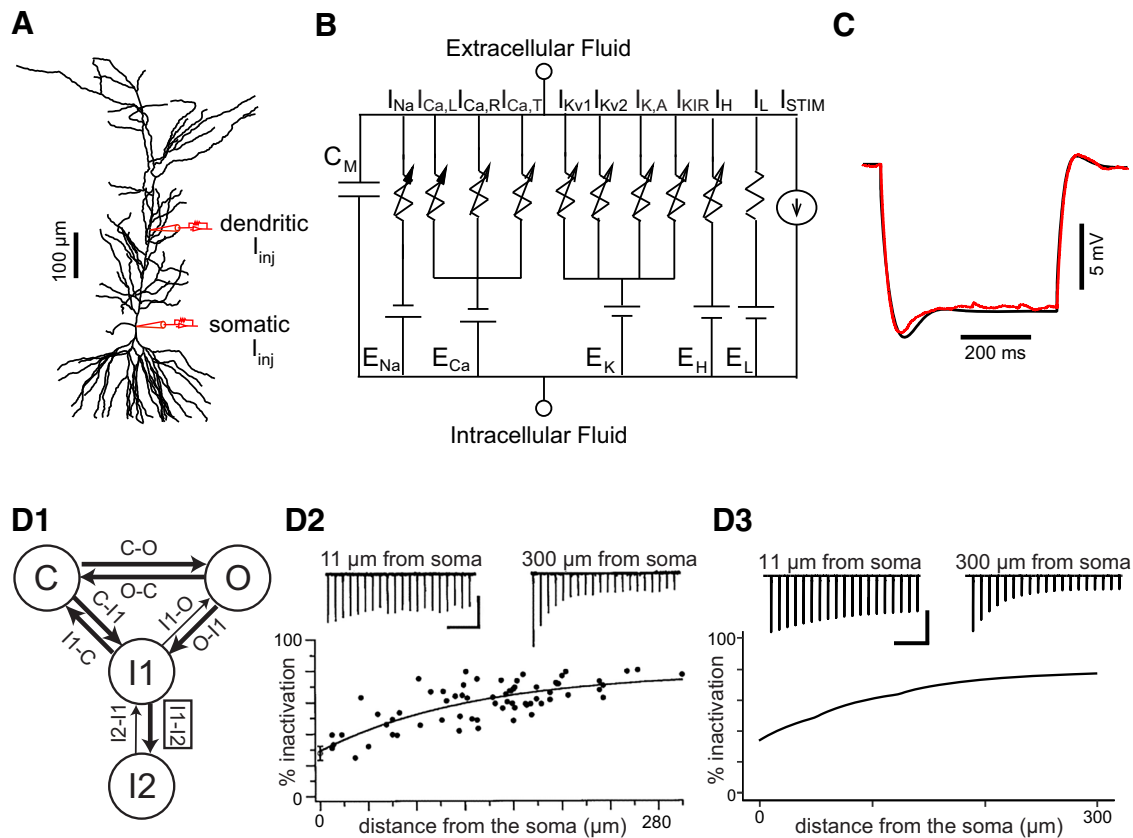 A
100 µm
dendritic
Iinj
somatic
Iinj
B
Extracellular Fluid
INa ICa,L ICa,R ICa,T IKv1 IKv2 IK,A IKIR IH IL ISTIM
CM
ENa ECa EK EH EL
Intracellular Fluid
C
5 mV
200 ms
D1
C
O
I1
I2
C-O
O-C
C-I1
I1-C
I1-O
O-I1
I2-I1
I1-I2
D2
11 µm from soma
300 µm from soma
100
% inactivation
0
0
280
distance from the soma (µm)
D3
11 µm from soma
300 µm from soma
100
% inactivation
0
0
300
distance from the soma (µm)